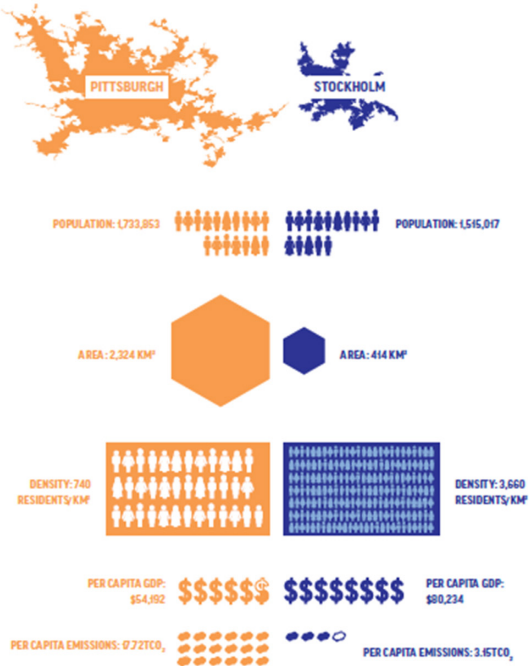 PITTSBURGH
STOCKHOLM
POPULATION: 1,733,853
POPULATION: 1,515,017
AREA: 2,324 KM²
AREA: 414 KM²
DENSITY: 740
RESIDENTS/KM²
DENSITY: 3,660
RESIDENTS/KM²
PER CAPITA GDP:
$54,192
$$$$$$
$$$$$$$$
PER CAPITA GDP:
$80,234
PER CAPITA EMISSIONS: 17.72TCO₂
PER CAPITA EMISSIONS: 3.15TCO₂